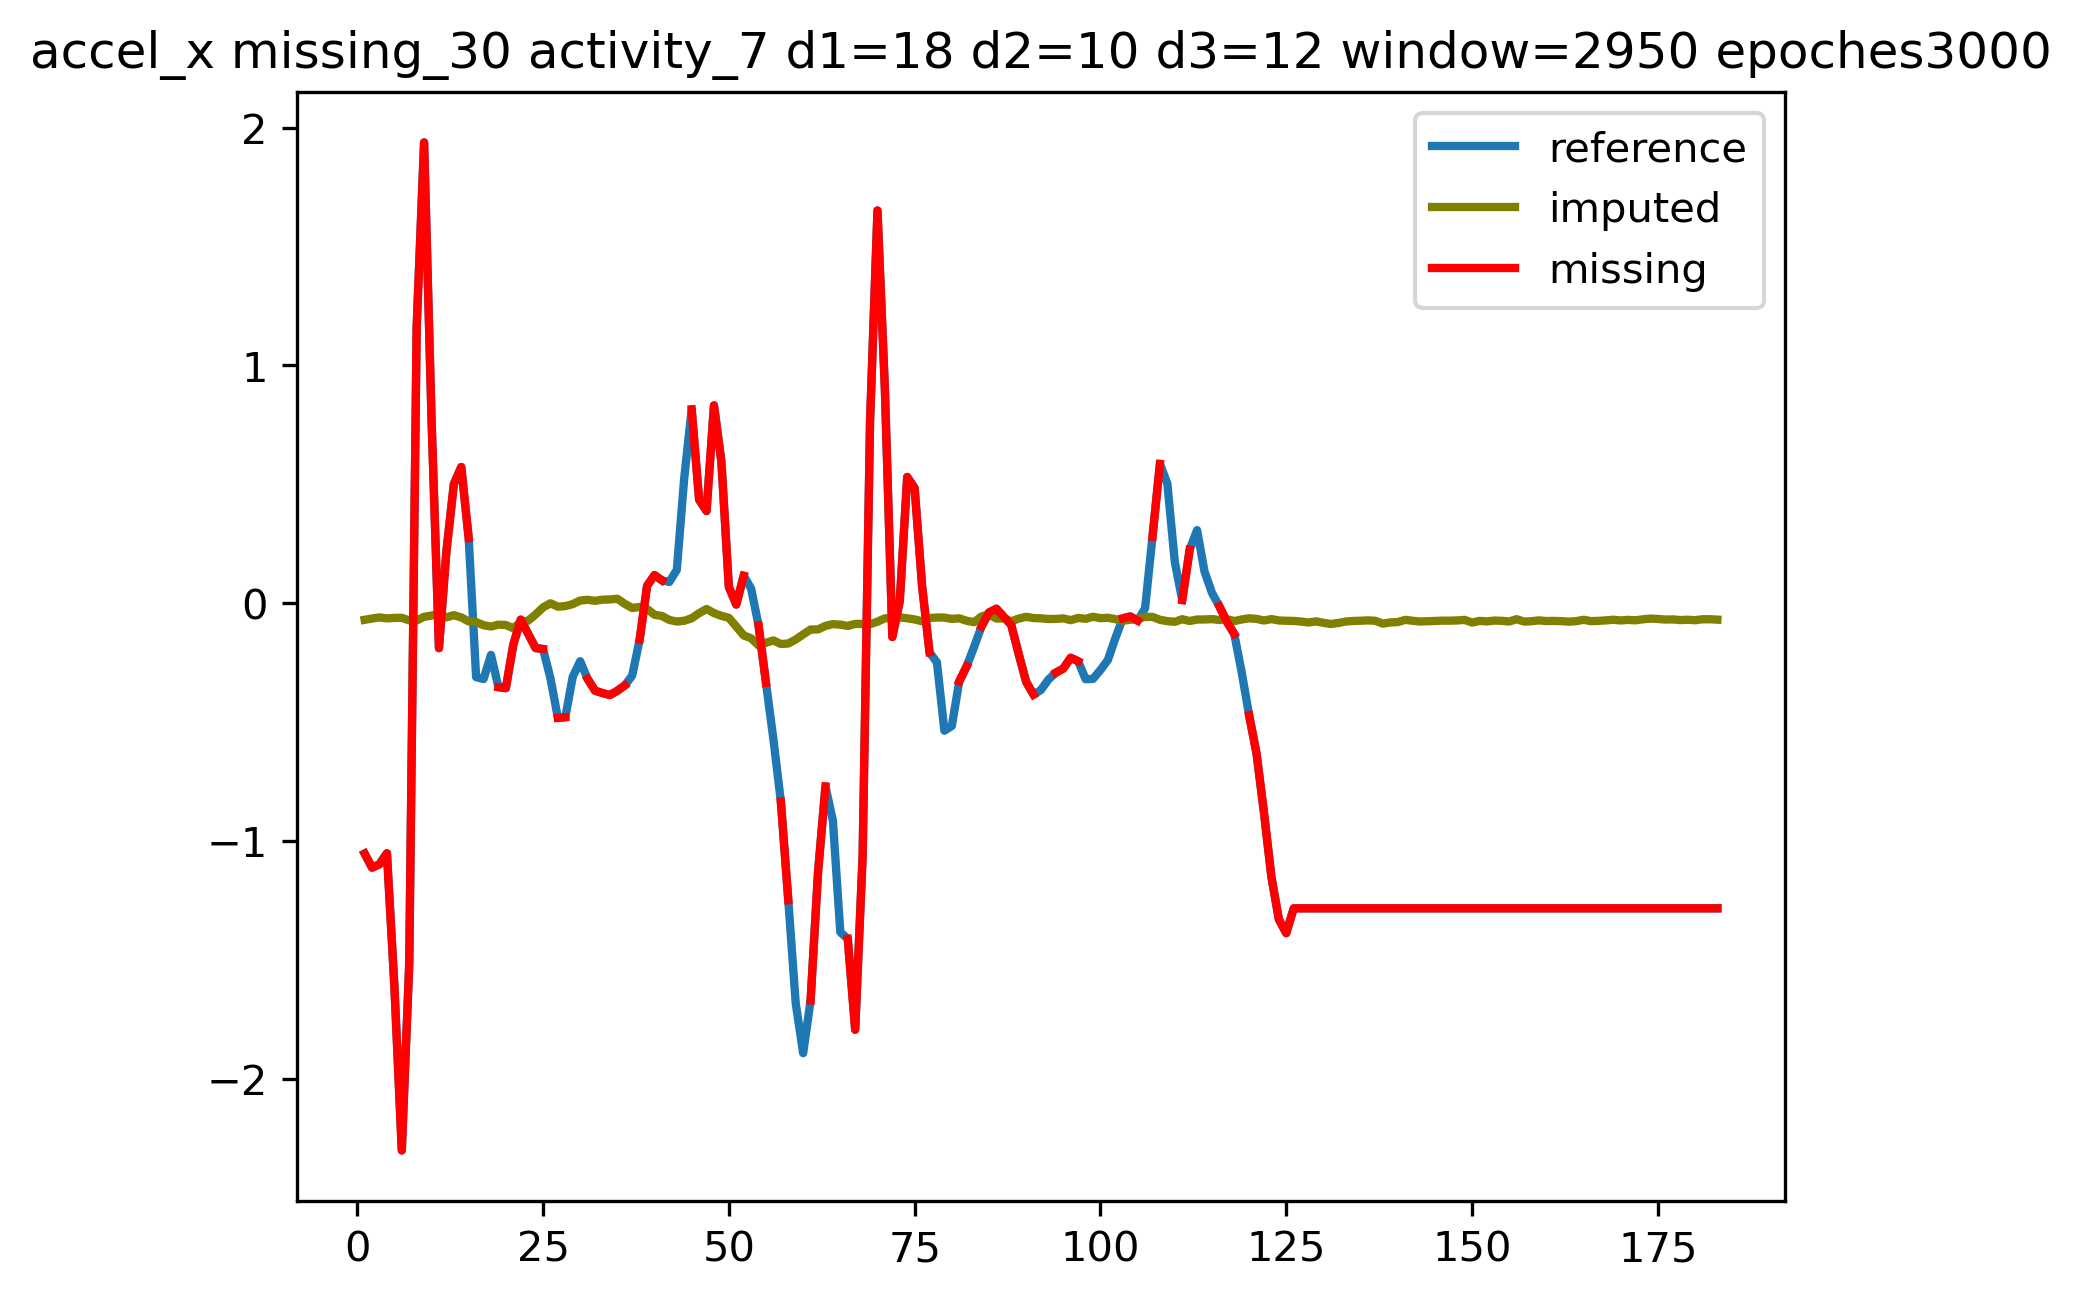 accel_x missing_30 activity_7 d1=18 d2=10 d3=12 window=2950 epoches3000
reference
imputed
missing
2
1
0
−1
−2
0 25 50 75 100 125 150 175